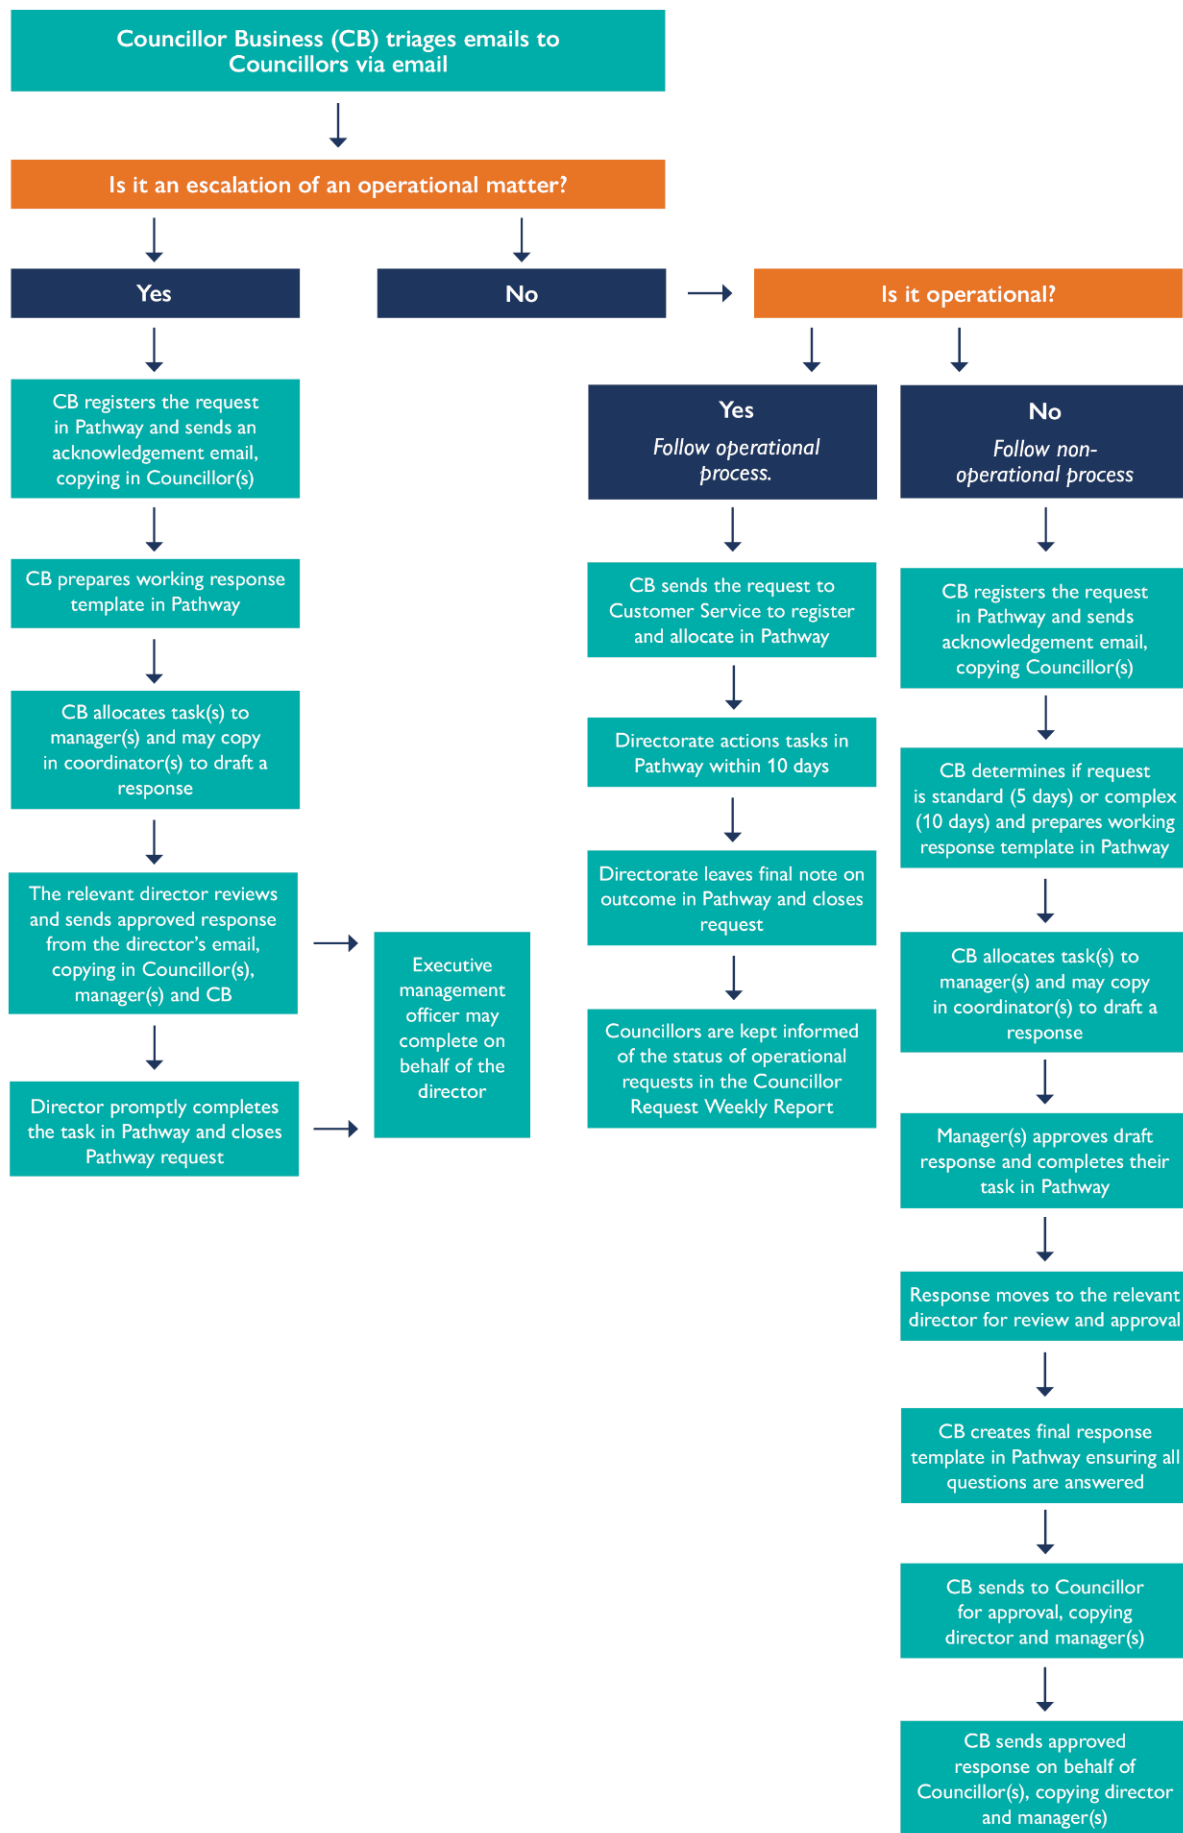 Councillor Business (CB) triages emails to
Councillors via email
Is it an escalation of an operational matter?
Yes
No
Is it operational?
CB registers the request
in Pathway and sends an
acknowledgement email,
copying in Councillor(s)
CB prepares working response
template in Pathway
CB allocates task(s) to
manager(s) and may copy
in coordinator(s) to draft a
response
The relevant director reviews
and sends approved response
from the director's email,
copying in Councillor(s),
manager(s) and CB
Director promptly completes
the task in Pathway and closes
Pathway request
Executive
management
officer may
complete on
behalf of the
director
Yes
Follow operational
process.
CB sends the request to
Customer Service to register
and allocate in Pathway
Directorate actions tasks in
Pathway within 10 days
Directorate leaves final note on
outcome in Pathway and closes
request
Councillors are kept informed
of the status of operational
requests in the Councillor
Request Weekly Report
No
Follow non-
operational process
CB registers the request
in Pathway and sends
acknowledgement email,
copying Councillor(s)
CB determines if request
is standard (5 days) or complex
(10 days) and prepares working
response template in Pathway
CB allocates task(s) to
manager(s) and may copy
in coordinator(s) to draft a
response
Manager(s) approves draft
response and completes their
task in Pathway
Response moves to the relevant
director for review and approval
CB creates final response
template in Pathway ensuring all
questions are answered
CB sends to Councillor
for approval, copying
director and manager(s)
CB sends approved
response on behalf of
Councillor(s), copying director
and manager(s)